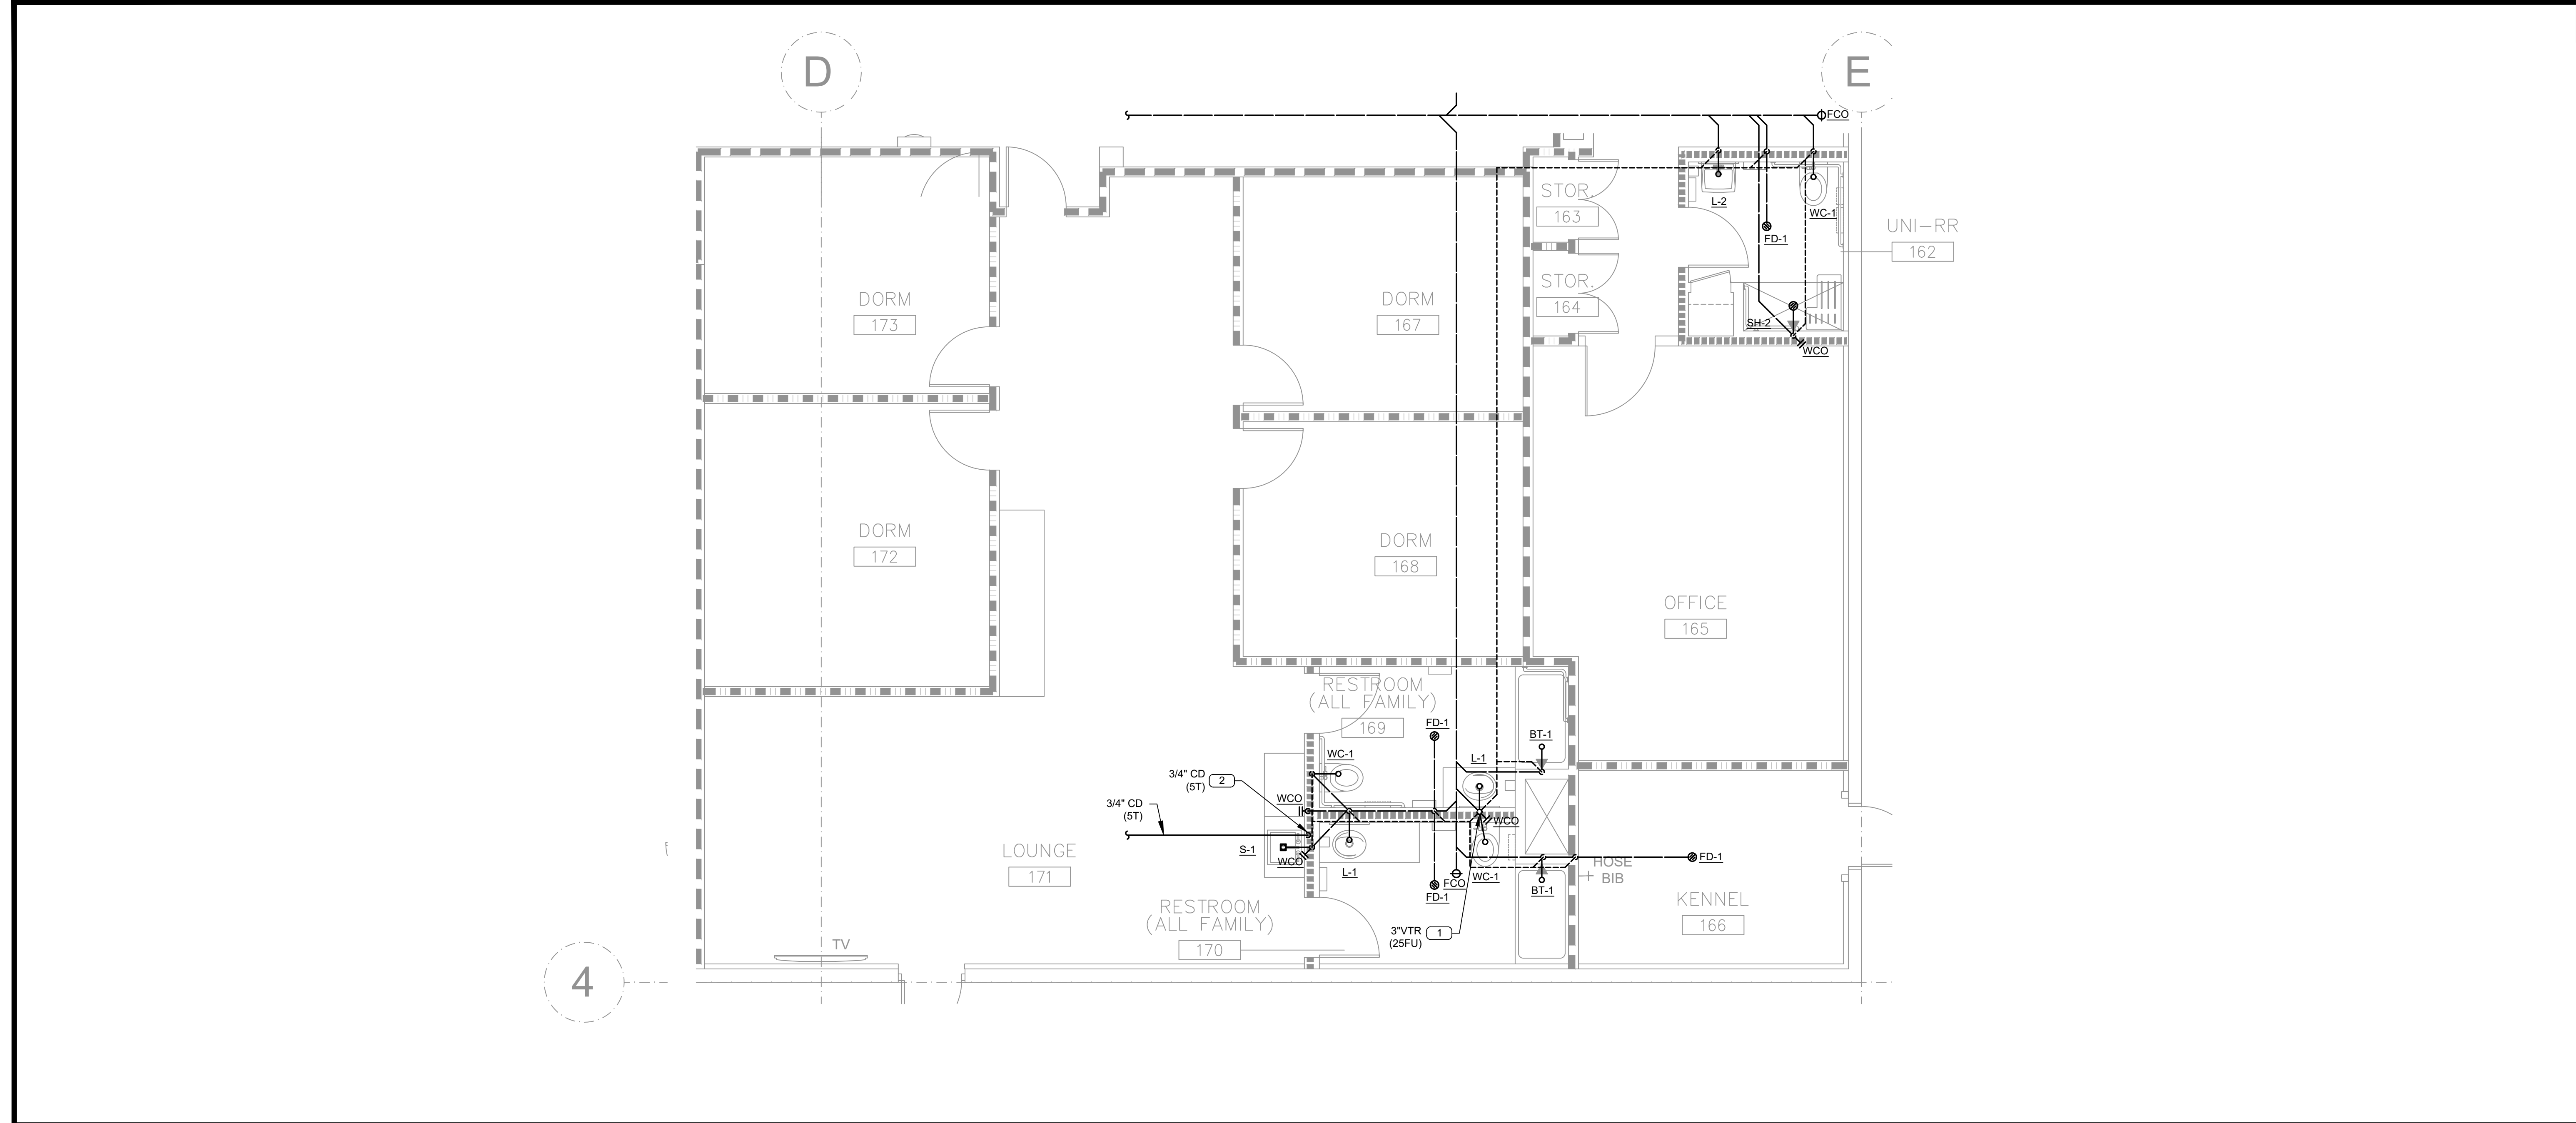 D
E
FCO
STOR.
163
L-2
WC-1
FD-1
UNI-RR
162
STOR.
164
SH-2
WCO
DORM
173
DORM
167
DORM
172
DORM
168
OFFICE
165
RESTROOM
(ALL FAMILY)
169
FD-1
BT-1
WC-1
L-1
3/4" CD
(5T)
2
WCO
3/4" CD
(5T)
WCO
S-1
WCO
LOUNGE
171
L-1
FD-1
FCO
WC-1
BT-1
FD-1
HOSE
BIB
KENNEL
166
RESTROOM
(ALL FAMILY)
170
3"VTR
(25FU)
1
TV
4